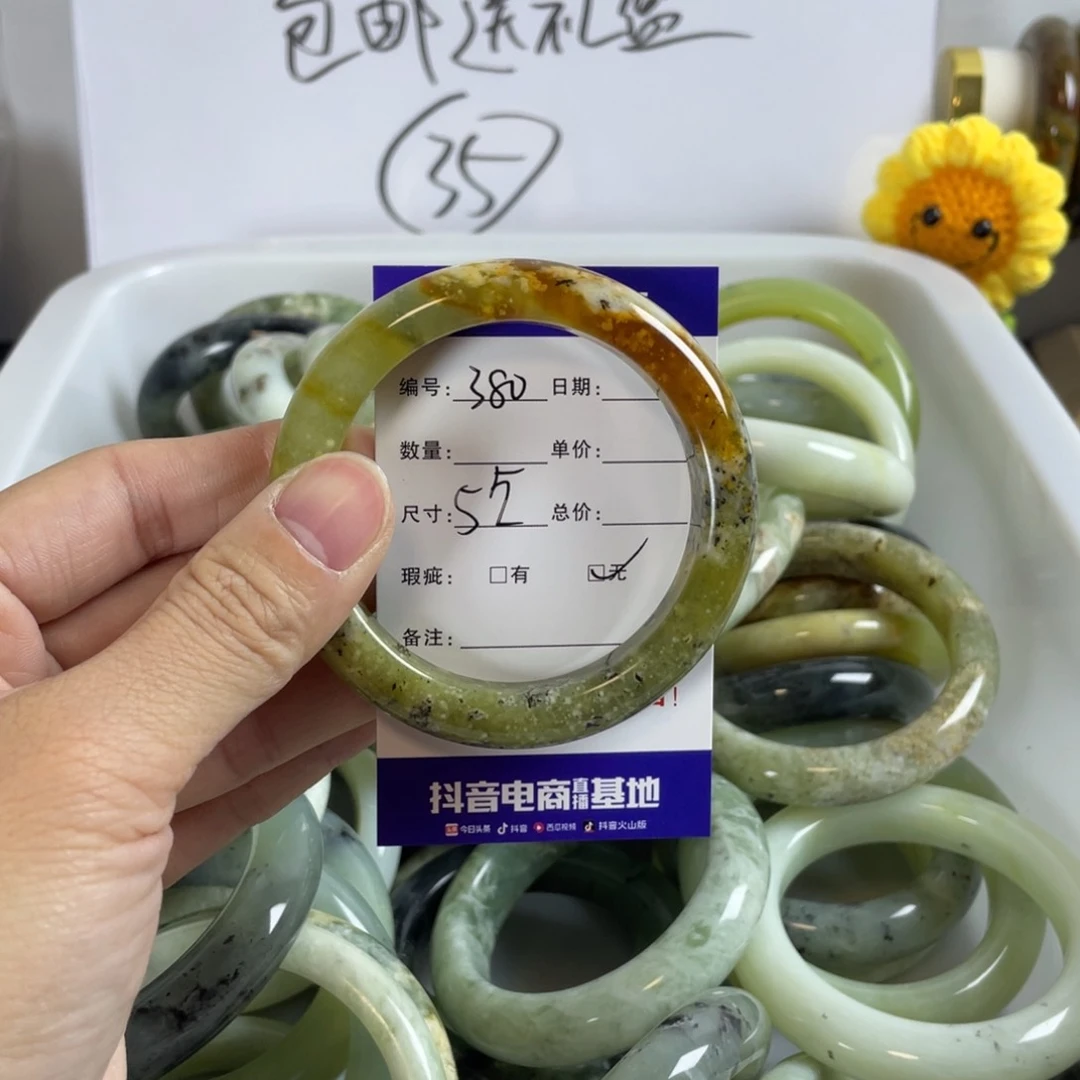 包邮送礼盒
35
编号: 380 日期:
数量: 单价:
尺寸: 55 总价:
瑕疵: □有 ☑无
备注:
!
抖音电商直播基地
今日头条 抖音 西瓜视频 抖音火山版